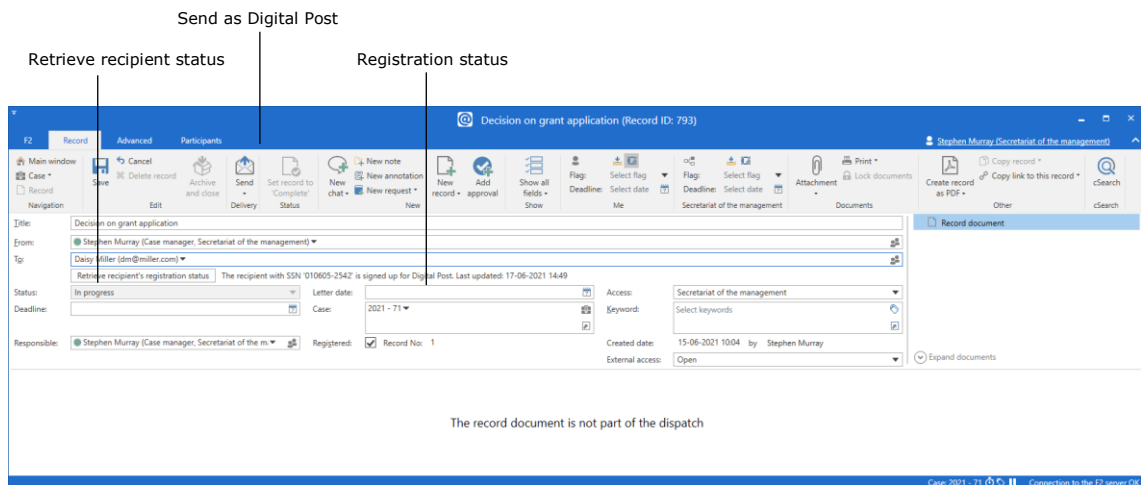 Send as Digital Post
Retrieve recipient status Registration status
Decision on grant application (Record ID: 793)
F2 Record Advanced Participants Stephen Murray (Secretariat of the management)
Main window
Case
Record
Navigation
Save
Cancel
Delete record
Archive and close
Edit
Send
Delivery
Set record to 'Complete'
Status
New chat
New note
New annotation
New request
New record
Add approval
New
Show all fields
Show
Flag: Select flag
Deadline: Select date
Me
Flag: Select flag
Deadline: Select date
Secretariat of the management
Attachment
Print
Lock documents
Documents
Create record as PDF
Copy record
Copy link to this record
Other
cSearch
cSearch
Title: Decision on grant application
From: Stephen Murray (Case manager, Secretariat of the management)
To: Daisy Miller (dm@miller.com)
Retrieve recipient's registration status The recipient with SSN '010605-2542' is signed up for Digital Post. Last updated: 17-06-2021 14:49
Status: In progress Letter date: Access: Secretariat of the management
Deadline: Case: 2021 - 71 Keyword: Select keywords
Responsible: Stephen Murray (Case manager, Secretariat of the m. Registered: Record No: 1 Created date: 15-06-2021 10:04 by Stephen Murray
External access: Open
Record document
Expand documents
The record document is not part of the dispatch
Case: 2021 - 71 Connection to the F2 server OK